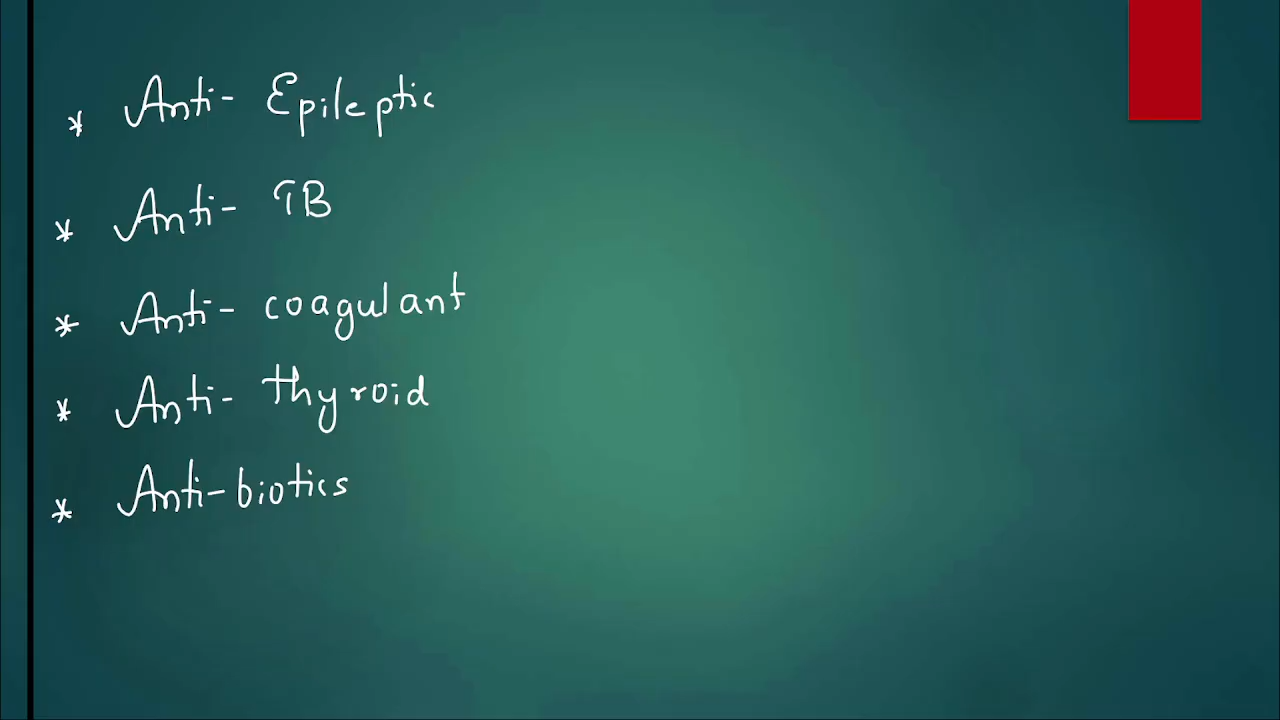 * Anti- Epileptic
* Anti- TB
* Anti- coagulant
* Anti- thyroid
* Anti-biotics